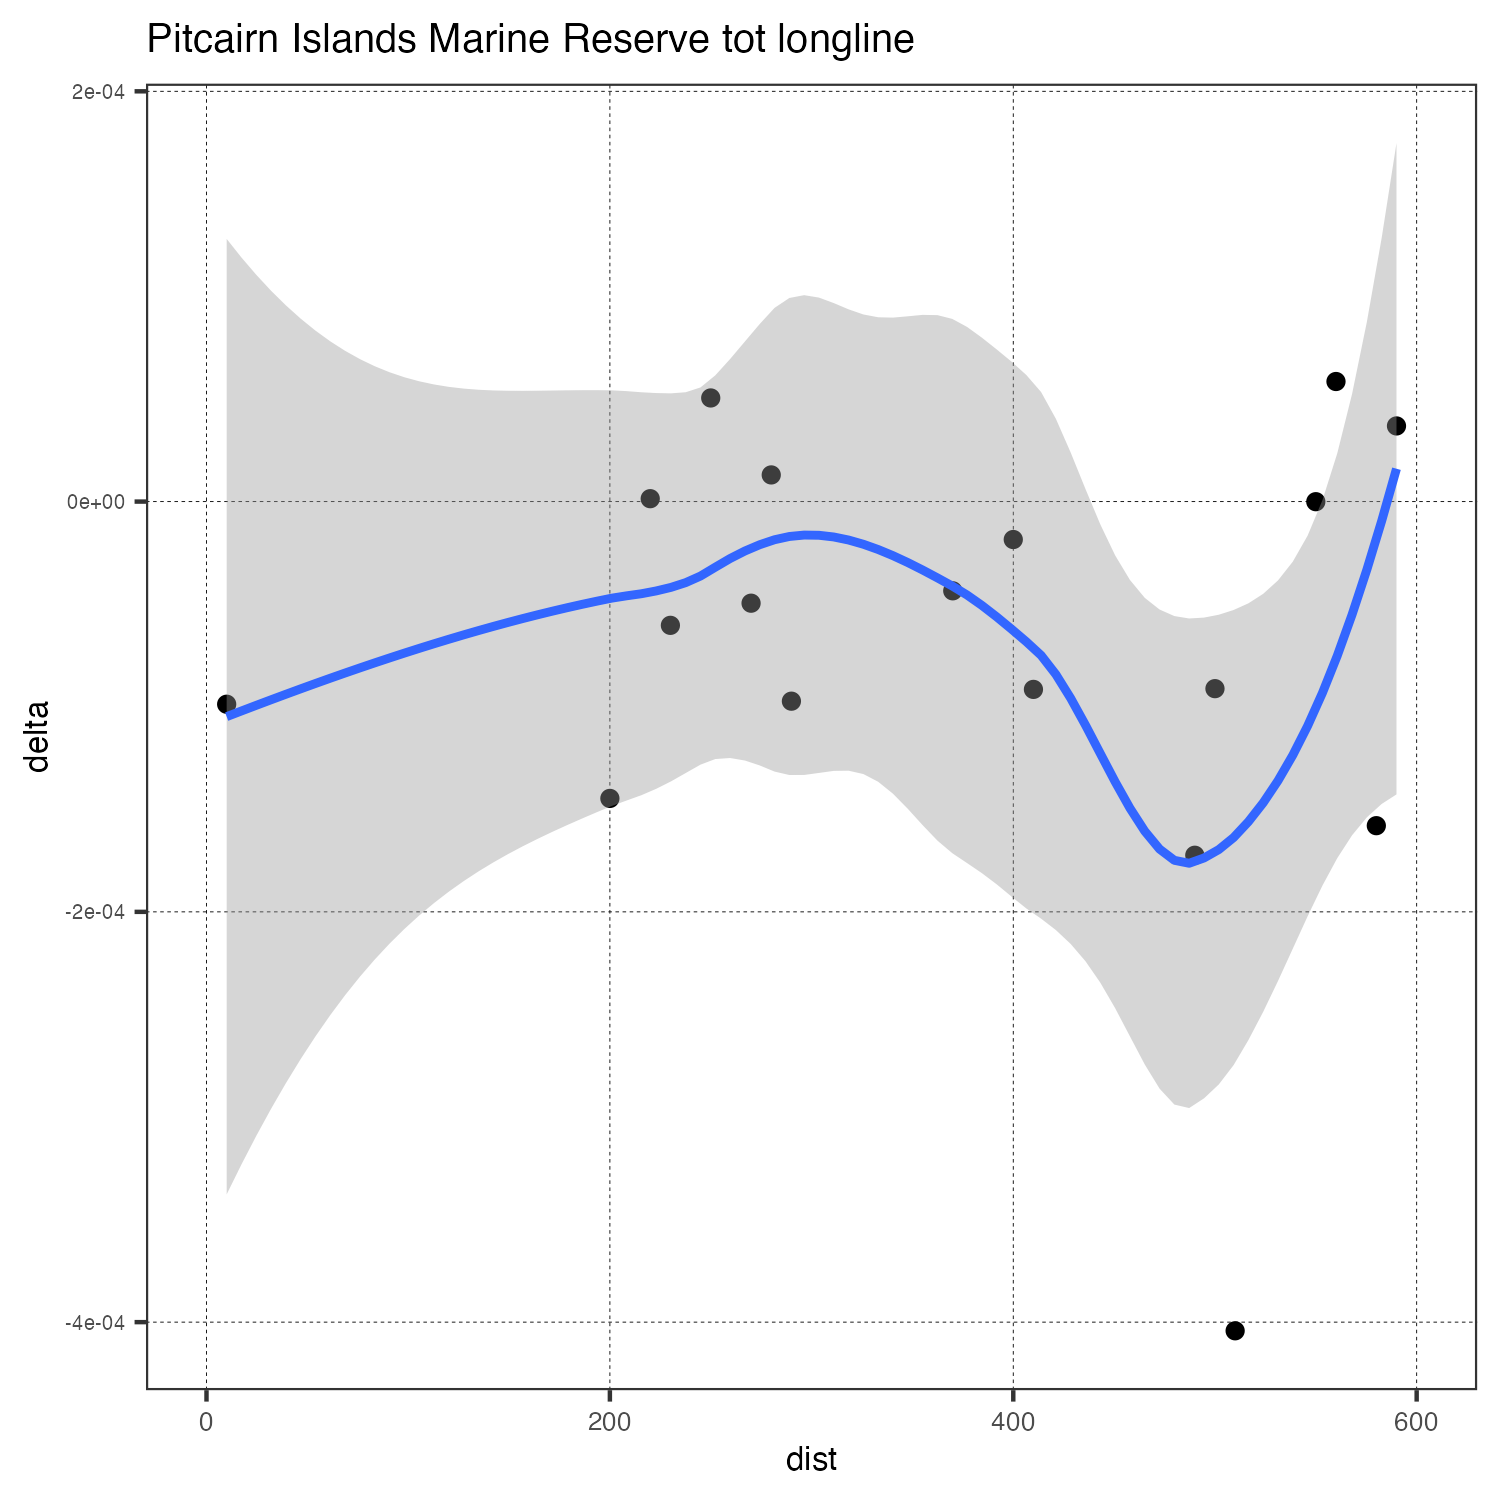 Pitcairn Islands Marine Reserve tot longline
2e-04
0e+00
-2e-04
-4e-04
delta
0 200 400 600
dist